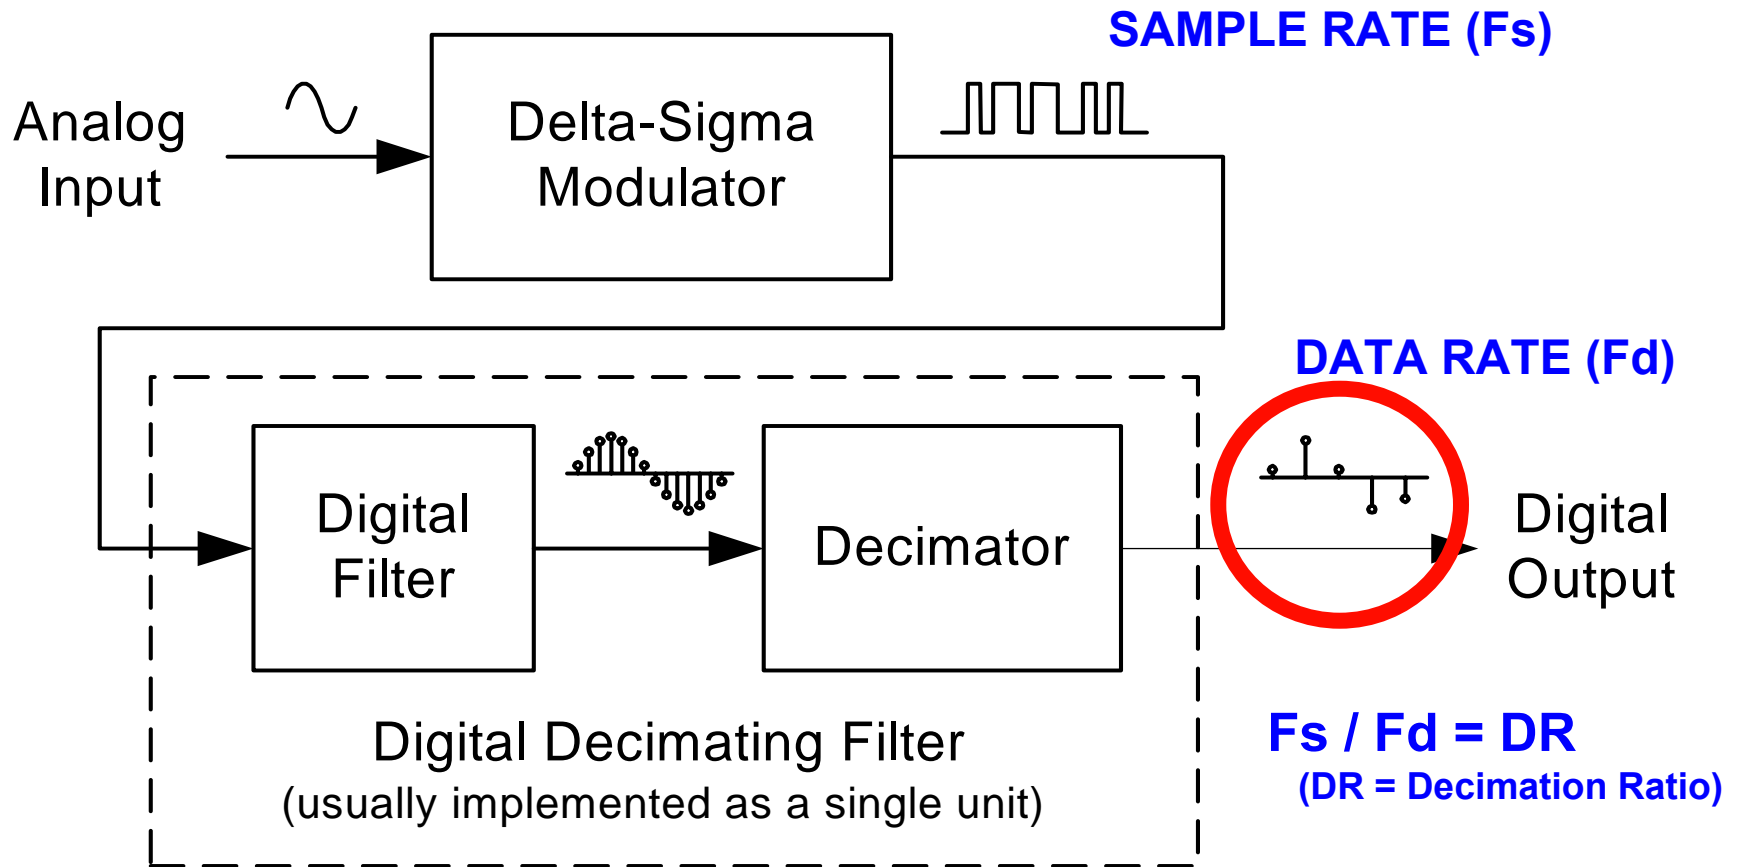 SAMPLE RATE (Fs)
Analog
Input
Delta-Sigma
Modulator
DATA RATE (Fd)
Digital
Filter
Decimator
Digital
Output
Digital Decimating Filter
(usually implemented as a single unit)
Fs / Fd = DR
(DR = Decimation Ratio)